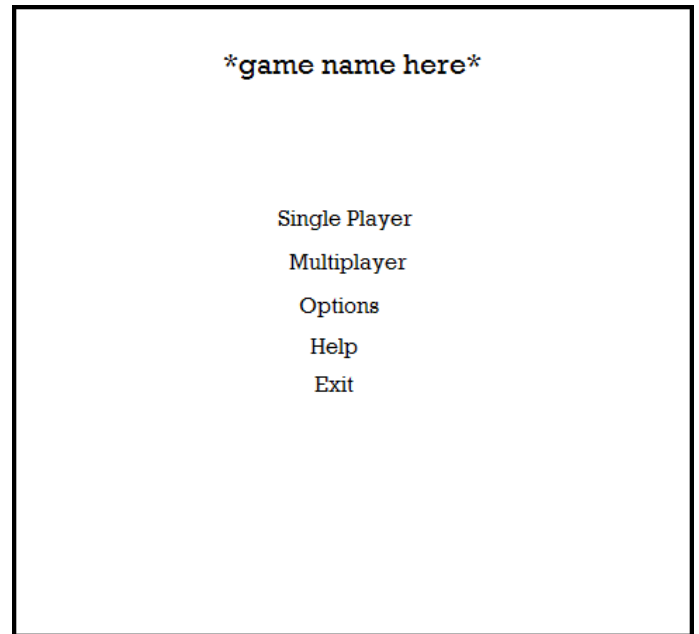 *game name here*
Single Player
Multiplayer
Options
Help
Exit